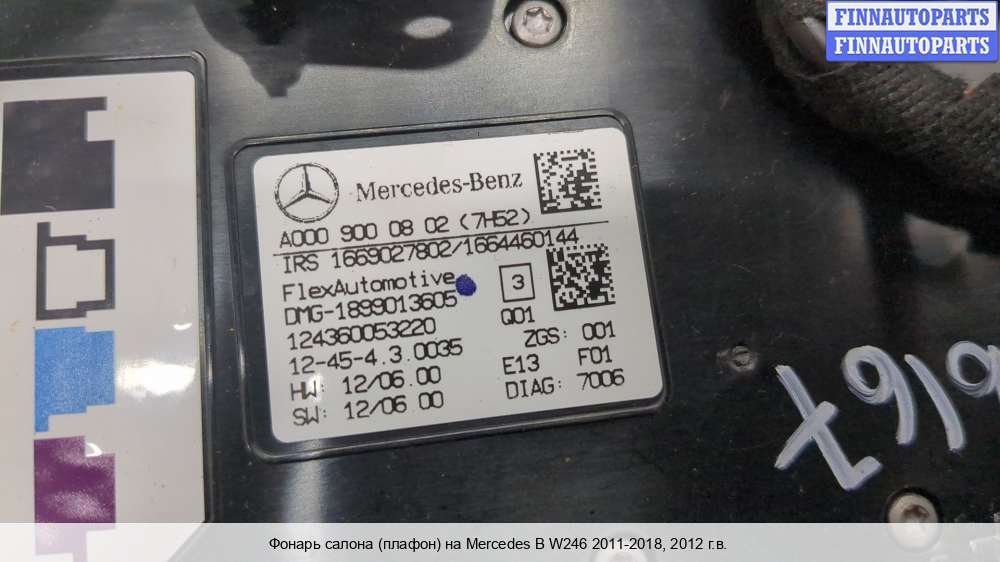 FINNAUTOPARTS
FINNAUTOPARTS
Mercedes-Benz
A000 900 08 02 (7H52)
IRS 1669027802/1664460144
FlexAutomotive
DMG-1899013605
124360053220
12-45-4.3.0035
HW: 12/06.00
SW: 12/06 00
3
Q01
ZGS: 001
E13 F01
DIAG: 7006
6167
Фонарь салона (плафон) на Mercedes B W246 2011-2018, 2012 г.в.